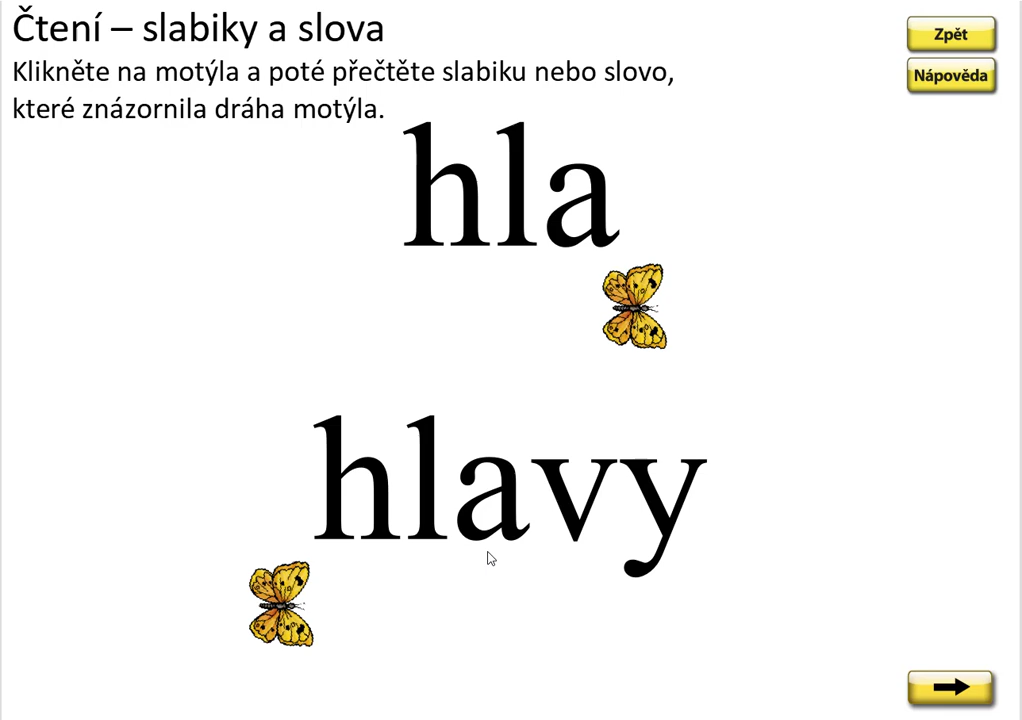 Čtení – slabiky a slova
Zpět
Klikněte na motýla a poté přečtěte slabiku nebo slovo,
Nápověda
které znázornila dráha motýla.
hla
hlavy